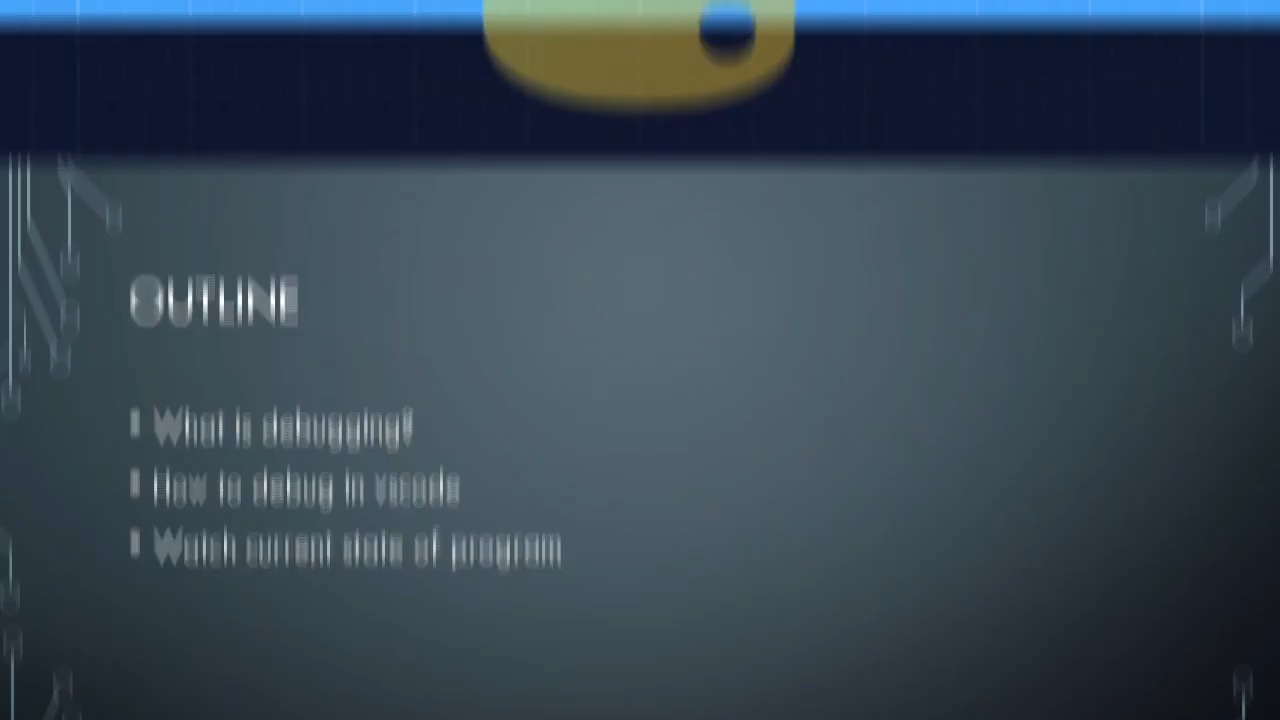 OUTLINE
What is debugging?
How to debug in vscode
Watch current state of program